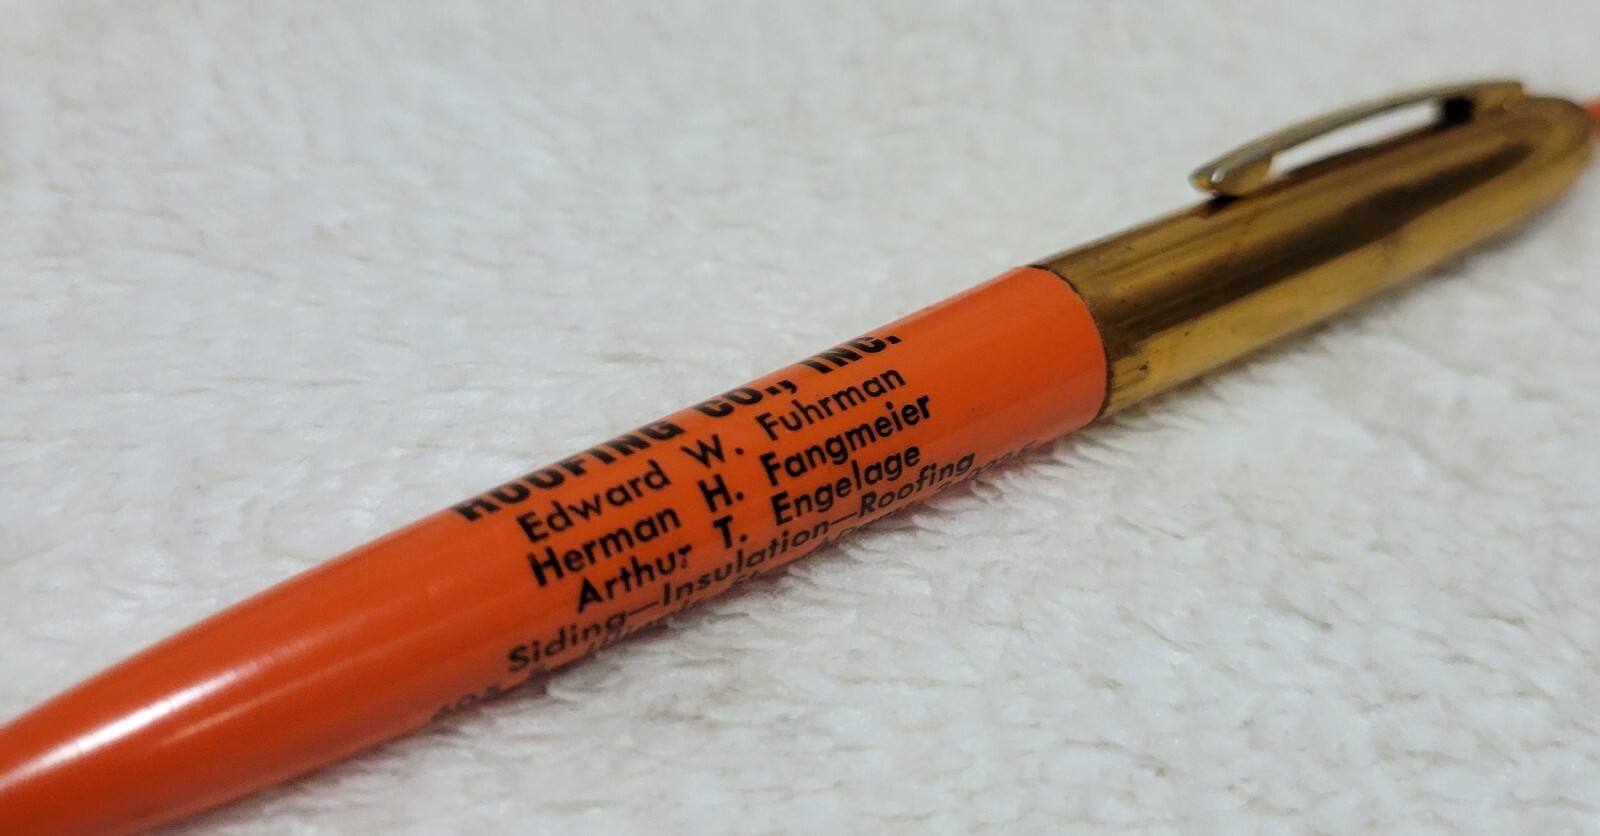 ROOFING CO., INC.
Edward W. Fuhrman
Herman H. Fangmeier
Arthur T. Engelage
Siding—Insulation—Roofing